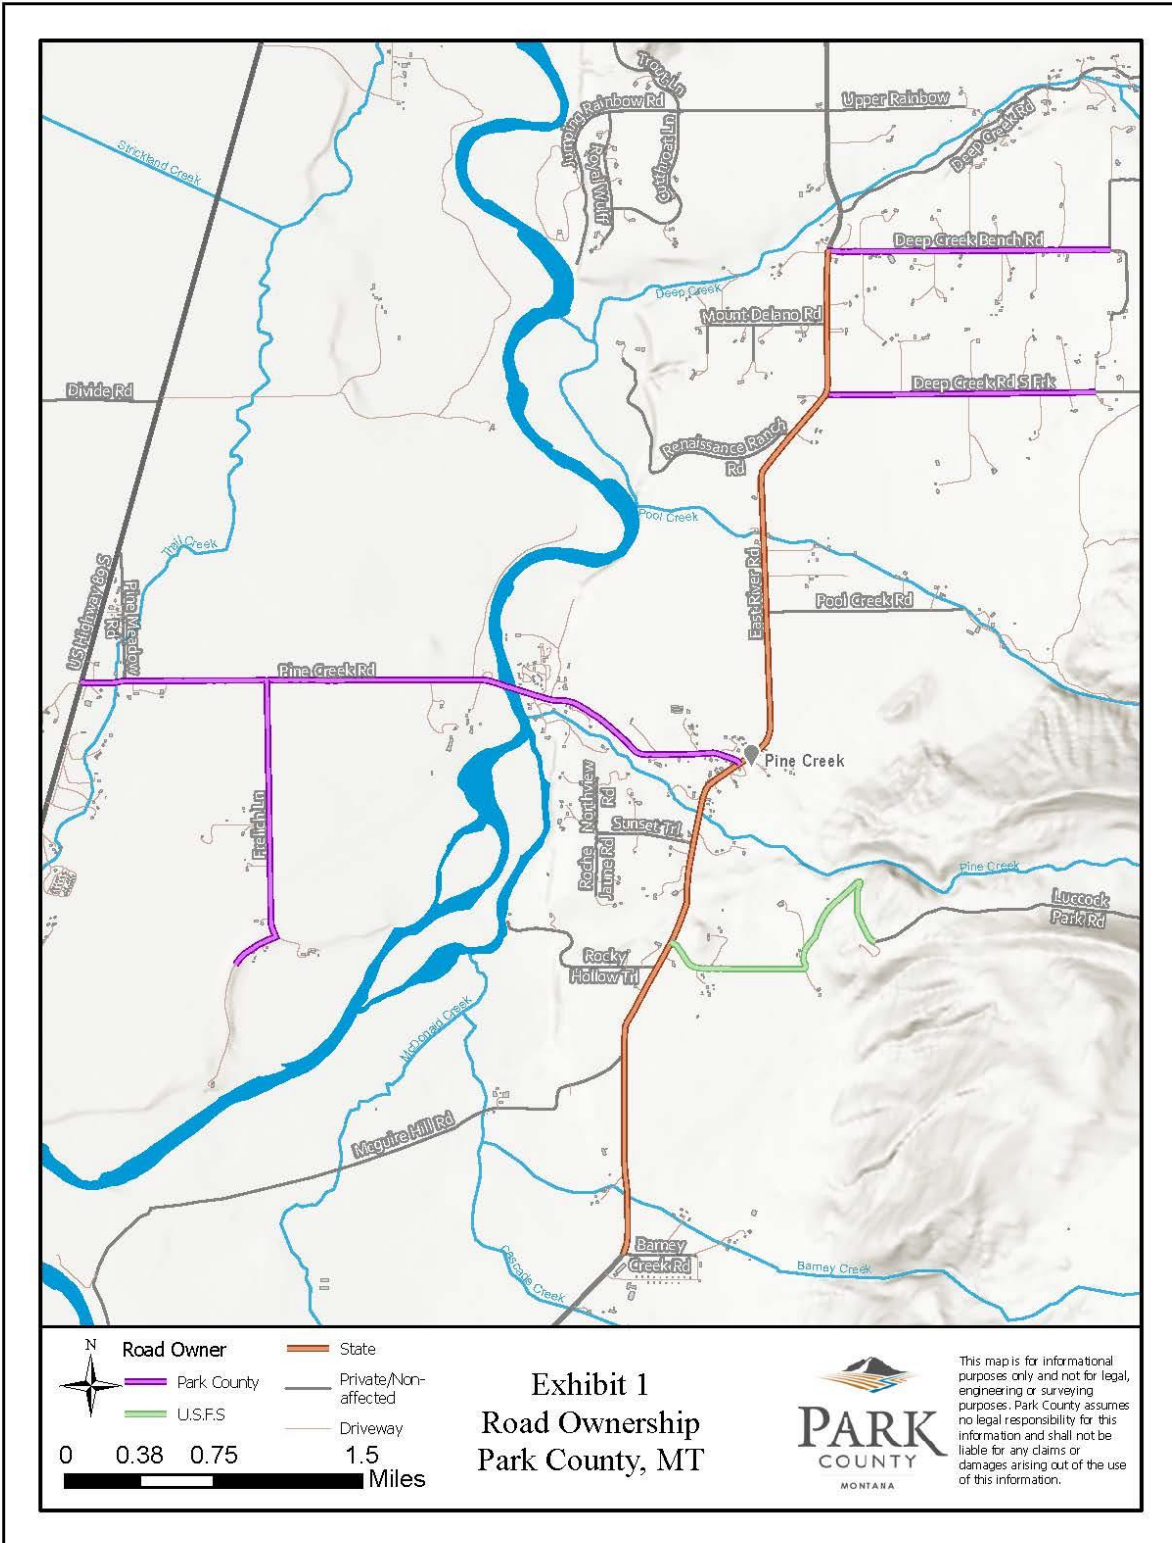 Trout Ln
Jumping Rainbow Rd
Upper Rainbow
Deep Creek Rd
Royal Wulff
Cutthroat Ln
Strickland Creek
Deep Creek Bench Rd
Deep Creek
Mount Delano Rd
Divide Rd
Deep Creek Rd S Frk
Renaissance Ranch
Rd
Pool Creek
Trail Creek
US Highway 89 S
Pine Meadow
Rd
East River Rd
Pool Creek Rd
Pine Creek Rd
Pine Creek
Northview
Rd
Frelich Ln
Sunset Trl
Roche
Jaune Rd
Pine Creek
Luccock
Park Rd
Rocky
Hollow Trl
McDonald Creek
Mcguire Hill Rd
Barney
Creek Rd
Cascade Creek
Barney Creek
N
Road Owner
Park County
U.S.F.S
State
Private/Non-
affected
Driveway
0 0.38 0.75 1.5
Miles
Exhibit 1
Road Ownership
Park County, MT
PARK
COUNTY
MONTANA
This map is for informational
purposes only and not for legal,
engineering or surveying
purposes. Park County assumes
no legal responsibility for this
information and shall not be
liable for any claims or
damages arising out of the use
of this information.